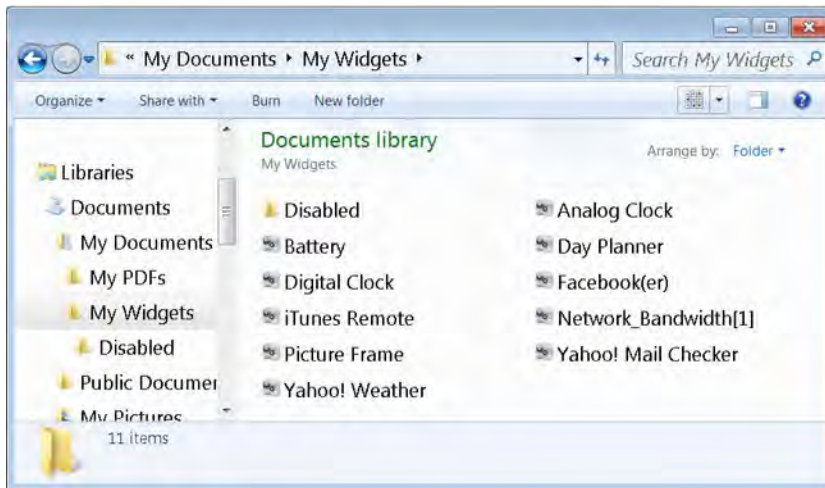 « My Documents ▸ My Widgets ▸
Search My Widgets
Organize ▾ Share with ▾ Burn New folder
Libraries
Documents
My Documents
My PDFs
My Widgets
Disabled
Public Documer
My Pictures
Documents library
My Widgets
Arrange by: Folder ▾
Disabled Analog Clock
Battery Day Planner
Digital Clock Facebook(er)
iTunes Remote Network_Bandwidth[1]
Picture Frame Yahoo! Mail Checker
Yahoo! Weather
11 items